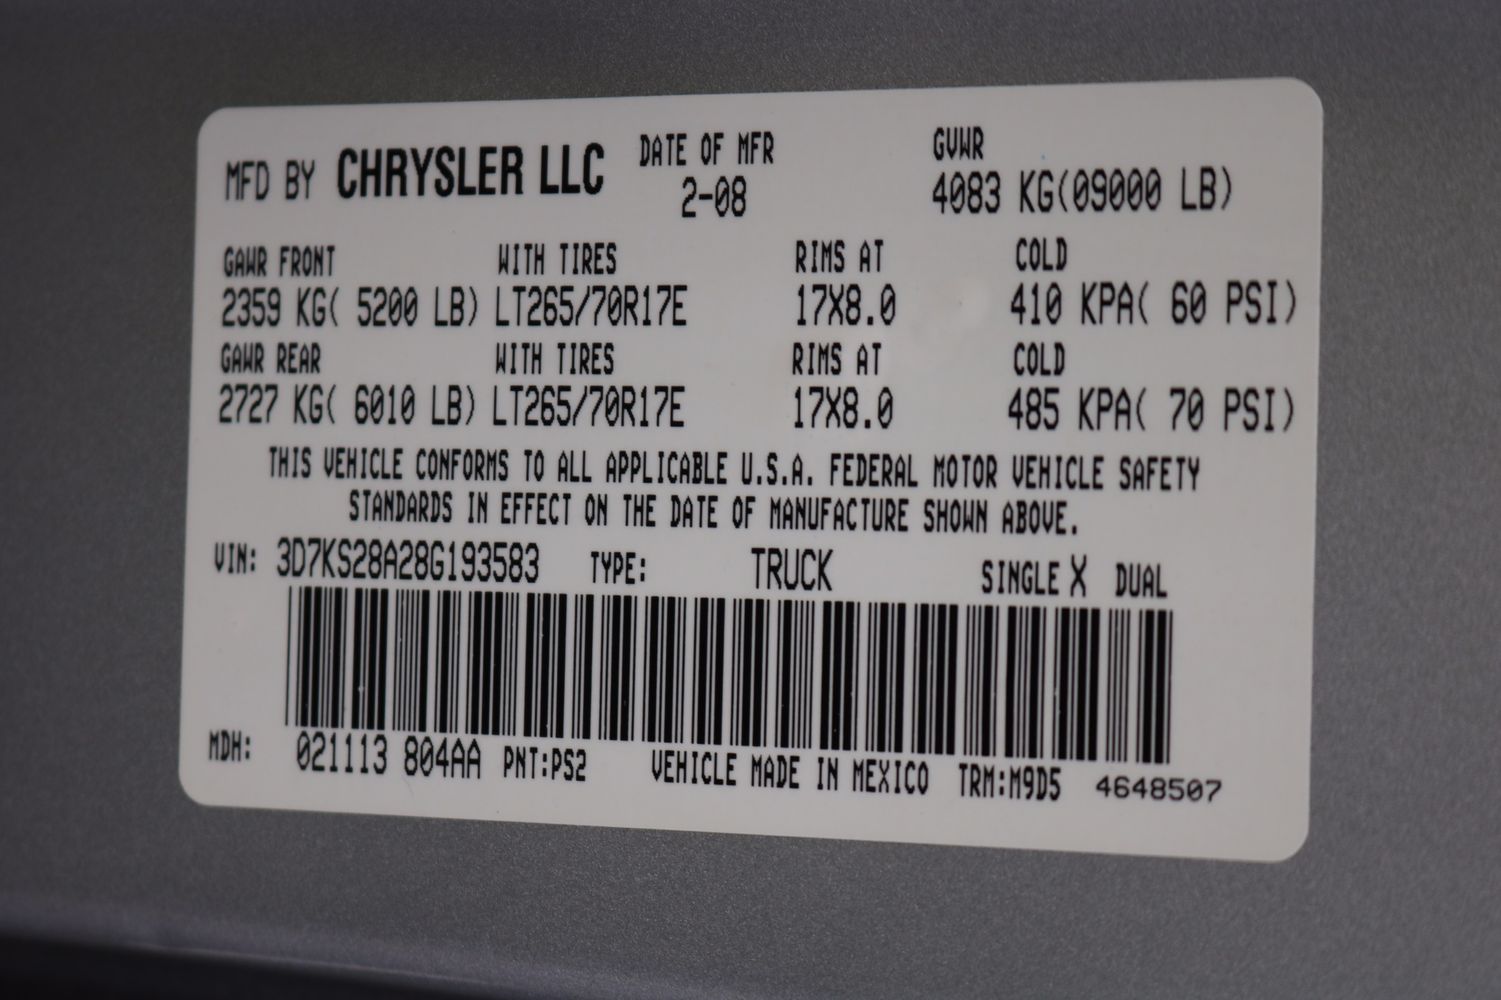 MFD BY CHRYSLER LLC DATE OF MFR GVWR
2-08 4083 KG(09000 LB)
GAWR FRONT WITH TIRES RIMS AT COLD
2359 KG( 5200 LB) LT265/70R17E 17X8.0 410 KPA( 60 PSI)
GAWR REAR WITH TIRES RIMS AT COLD
2727 KG( 6010 LB) LT265/70R17E 17X8.0 485 KPA( 70 PSI)
THIS VEHICLE CONFORMS TO ALL APPLICABLE U.S.A. FEDERAL MOTOR VEHICLE SAFETY
STANDARDS IN EFFECT ON THE DATE OF MANUFACTURE SHOWN ABOVE.
VIN: 3D7KS28A28G193583 TYPE: TRUCK SINGLE X DUAL
MDH: 021113 804AA PNT:PS2 VEHICLE MADE IN MEXICO TRM:M9D5 4648507